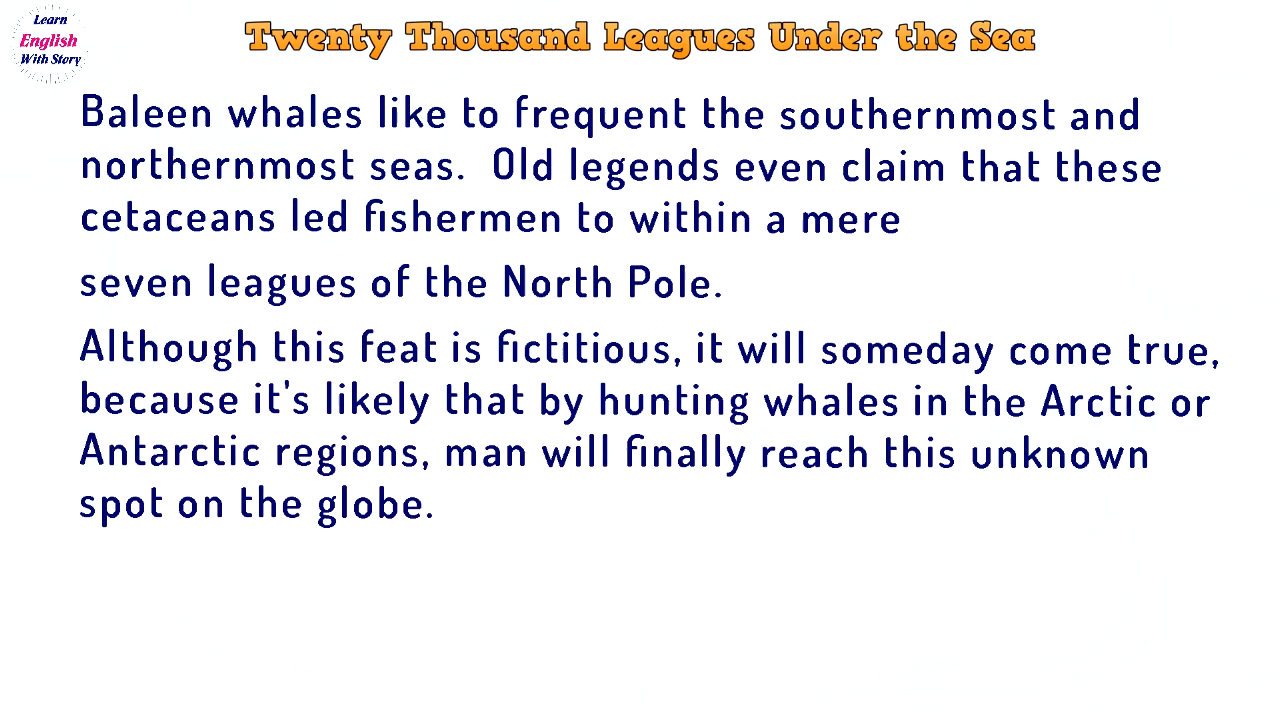 Learn
English
With Story
Twenty Thousand Leagues Under the Sea
Baleen whales like to frequent the southernmost and
northernmost seas.  Old legends even claim that these
cetaceans led fishermen to within a mere
seven leagues of the North Pole.
Although this feat is fictitious, it will someday come true,
because it's likely that by hunting whales in the Arctic or
Antarctic regions, man will finally reach this unknown
spot on the globe.